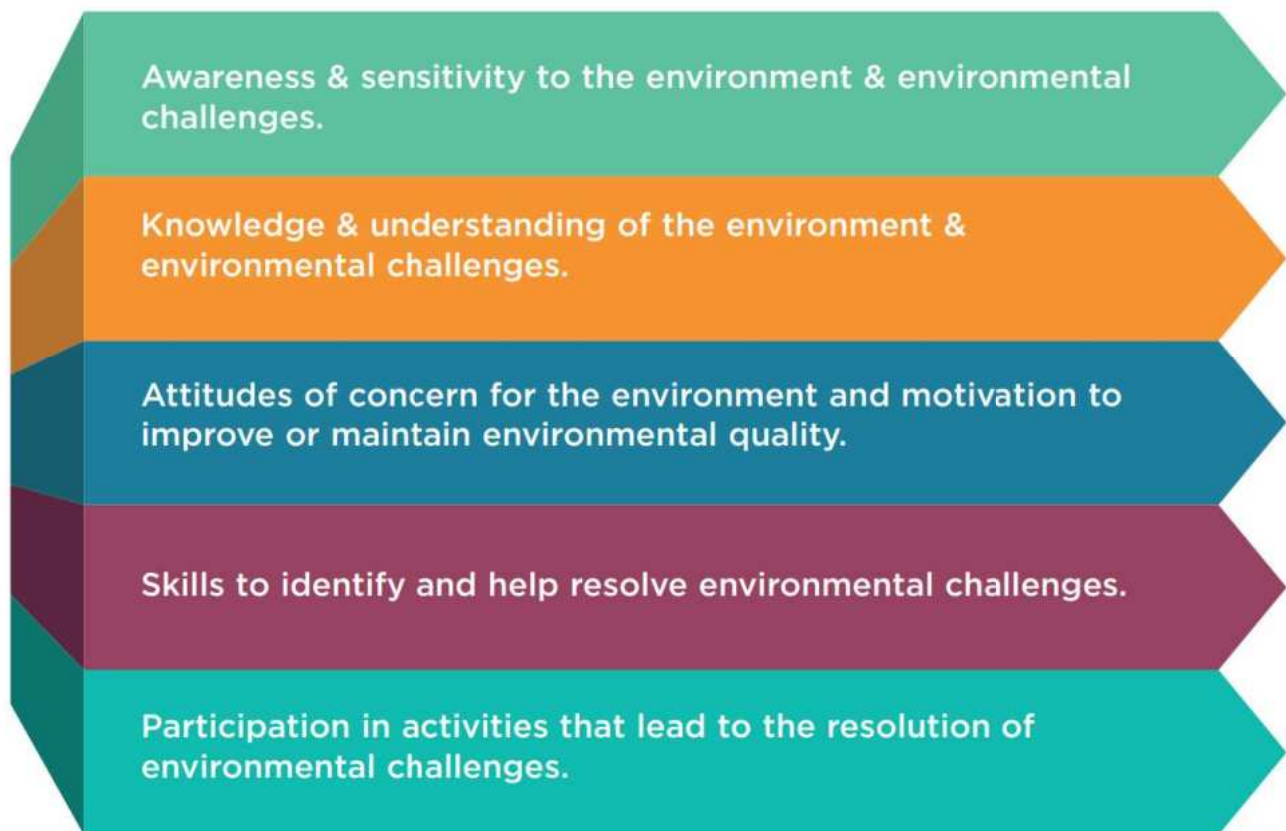 Awareness & sensitivity to the environment & environmental
challenges.
Knowledge & understanding of the environment &
environmental challenges.
Attitudes of concern for the environment and motivation to
improve or maintain environmental quality.
Skills to identify and help resolve environmental challenges.
Participation in activities that lead to the resolution of
environmental challenges.